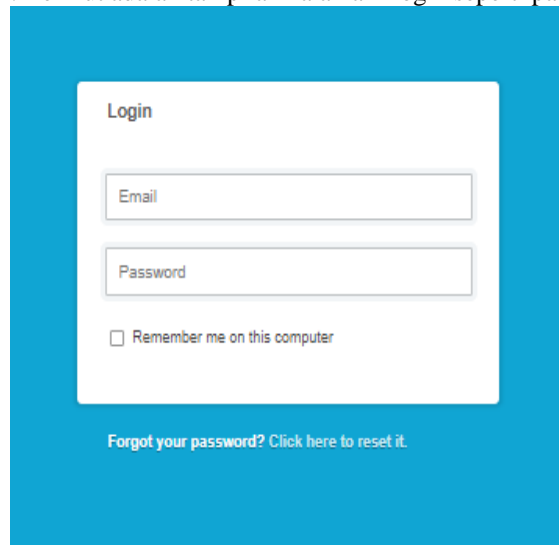 Login
Email
Password
Remember me on this computer
Forgot your password? Click here to reset it.